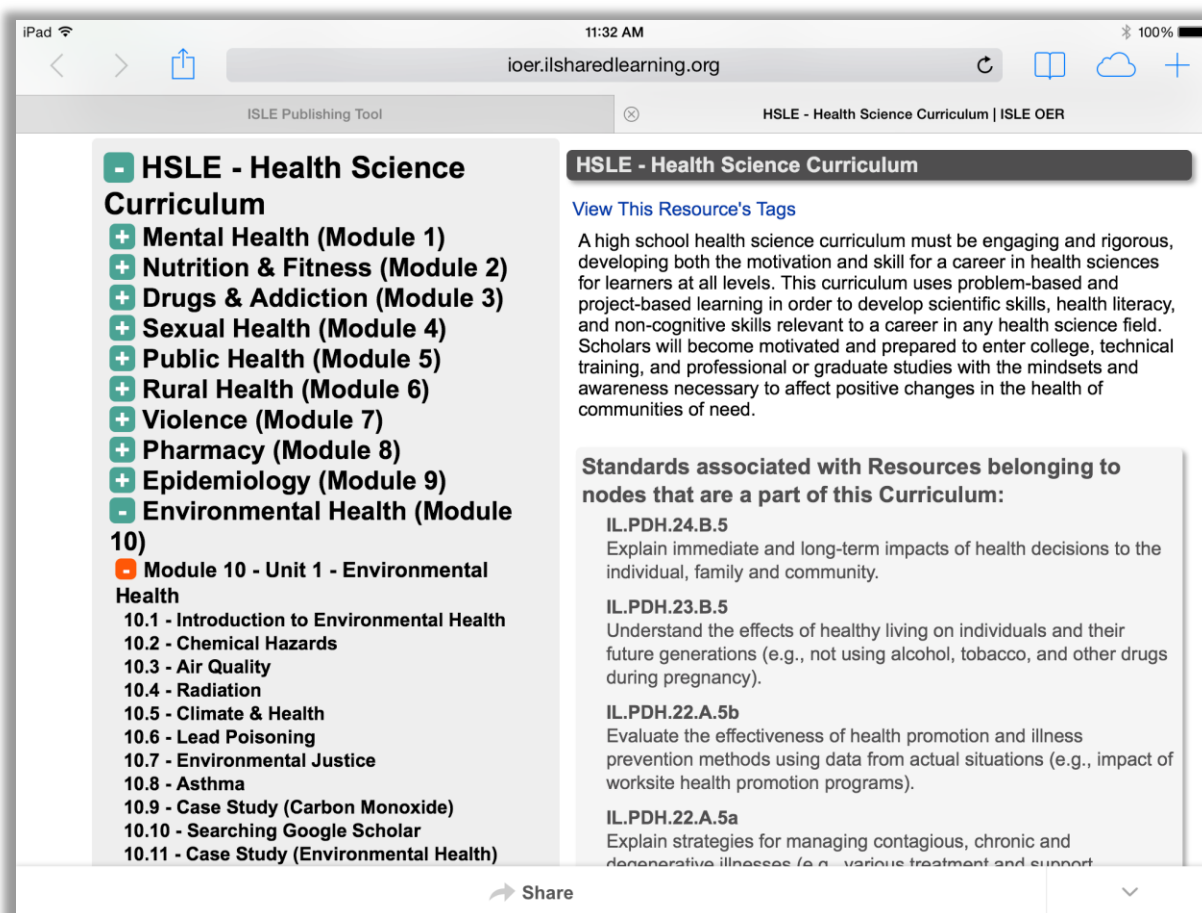 iPad 11:32 AM 100%
ioer.ilsharedlearning.org
ISLE Publishing Tool
HSLE - Health Science Curriculum | ISLE OER
- HSLE - Health Science
Curriculum
+ Mental Health (Module 1)
+ Nutrition & Fitness (Module 2)
+ Drugs & Addiction (Module 3)
+ Sexual Health (Module 4)
+ Public Health (Module 5)
+ Rural Health (Module 6)
+ Violence (Module 7)
+ Pharmacy (Module 8)
+ Epidemiology (Module 9)
- Environmental Health (Module
10)
- Module 10 - Unit 1 - Environmental
Health
10.1 - Introduction to Environmental Health
10.2 - Chemical Hazards
10.3 - Air Quality
10.4 - Radiation
10.5 - Climate & Health
10.6 - Lead Poisoning
10.7 - Environmental Justice
10.8 - Asthma
10.9 - Case Study (Carbon Monoxide)
10.10 - Searching Google Scholar
10.11 - Case Study (Environmental Health)
HSLE - Health Science Curriculum
View This Resource's Tags
A high school health science curriculum must be engaging and rigorous,
developing both the motivation and skill for a career in health sciences
for learners at all levels. This curriculum uses problem-based and
project-based learning in order to develop scientific skills, health literacy,
and non-cognitive skills relevant to a career in any health science field.
Scholars will become motivated and prepared to enter college, technical
training, and professional or graduate studies with the mindsets and
awareness necessary to affect positive changes in the health of
communities of need.
Standards associated with Resources belonging to
nodes that are a part of this Curriculum:
IL.PDH.24.B.5
Explain immediate and long-term impacts of health decisions to the
individual, family and community.
IL.PDH.23.B.5
Understand the effects of healthy living on individuals and their
future generations (e.g., not using alcohol, tobacco, and other drugs
during pregnancy).
IL.PDH.22.A.5b
Evaluate the effectiveness of health promotion and illness
prevention methods using data from actual situations (e.g., impact of
worksite health promotion programs).
IL.PDH.22.A.5a
Explain strategies for managing contagious, chronic and
degenerative illnesses (e.g., various treatment and support
Share